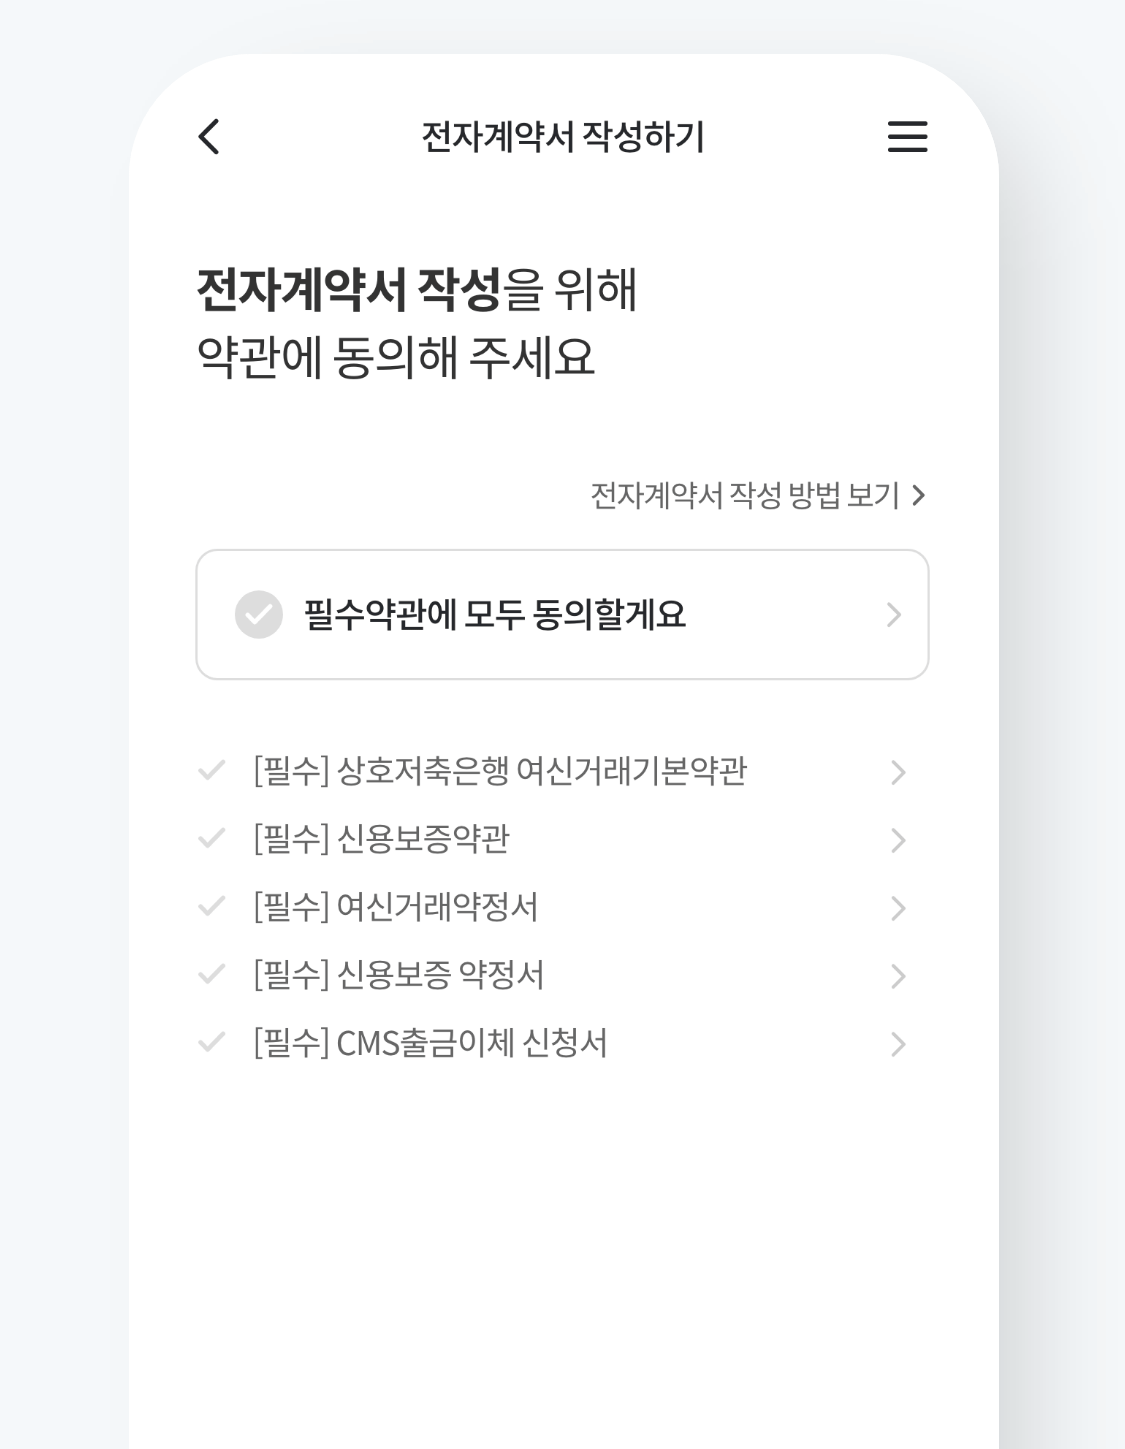 전자계약서 작성하기
전자계약서 작성을 위해
약관에 동의해 주세요
전자계약서 작성 방법 보기
필수약관에 모두 동의할게요
[필수] 상호저축은행 여신거래기본약관
[필수] 신용보증약관
[필수] 여신거래약정서
[필수] 신용보증 약정서
[필수] CMS출금이체 신청서